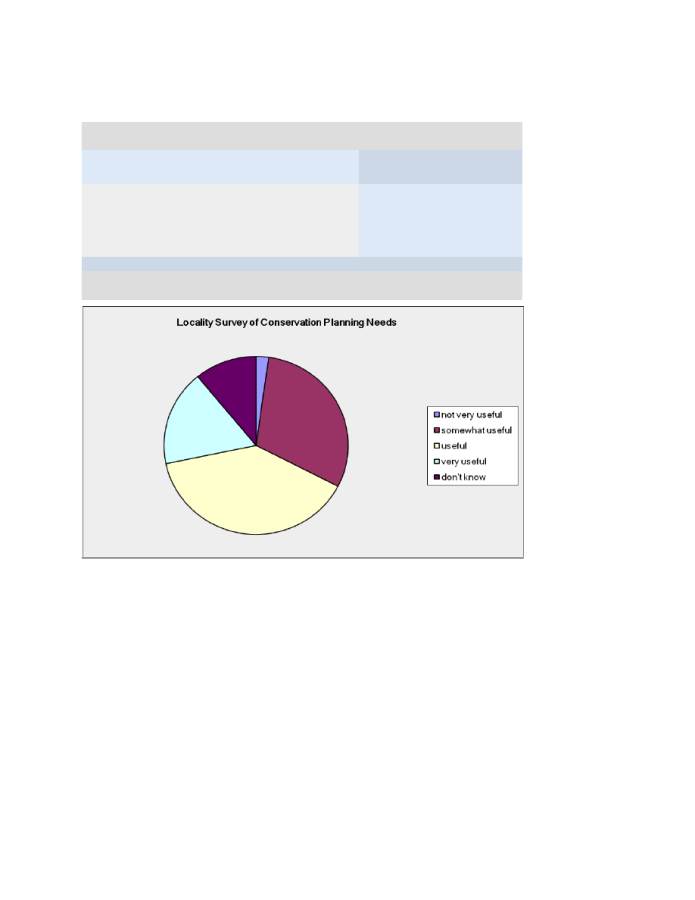 Locality Survey of Conservation Planning Needs
not very useful
somewhat useful
useful
very useful
don't know